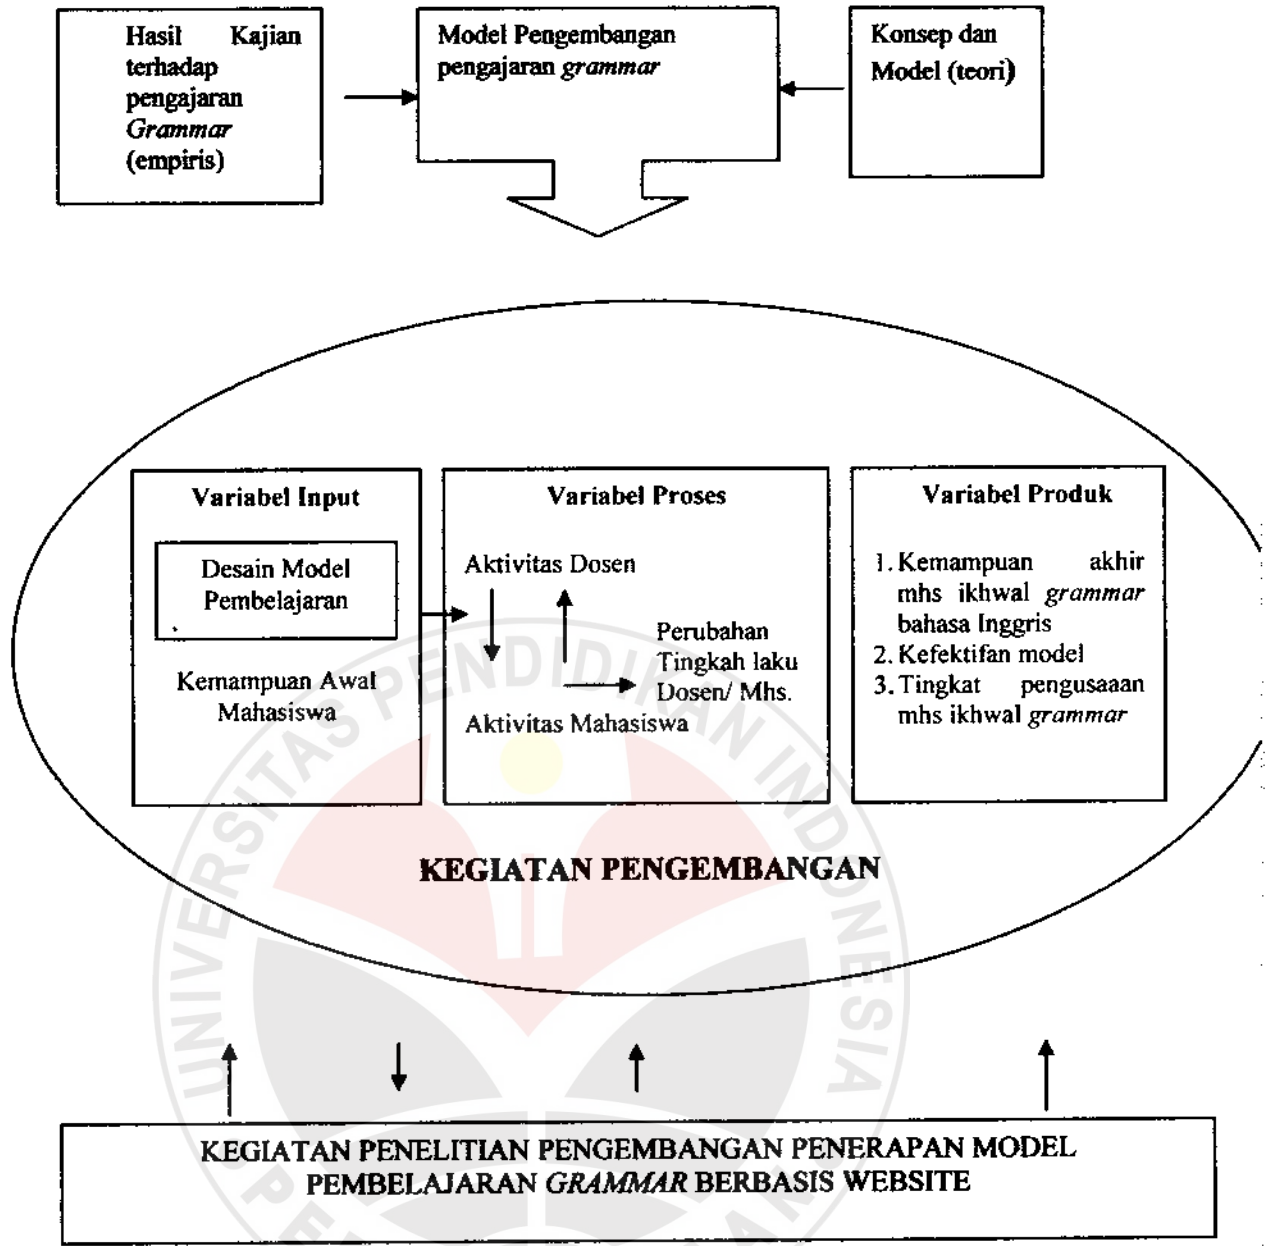 Hasil Kajian
terhadap
pengajaran
Grammar
(empiris)
Model Pengembangan
pengajaran grammar
Konsep dan
Model (teori)
Variabel Input
Desain Model
Pembelajaran
Kemampuan Awal
Mahasiswa
Variabel Proses
Aktivitas Dosen
Perubahan
Tingkah laku
Dosen/ Mhs.
Aktivitas Mahasiswa
Variabel Produk
1. Kemampuan akhir
mhs ikhwal grammar
bahasa Inggris
2. Kefektifan model
3. Tingkat pengusaaan
mhs ikhwal grammar
KEGIATAN PENGEMBANGAN
KEGIATAN PENELITIAN PENGEMBANGAN PENERAPAN MODEL
PEMBELAJARAN GRAMMAR BERBASIS WEBSITE
UNIVERSITAS PENDIDIKAN INDONESIA